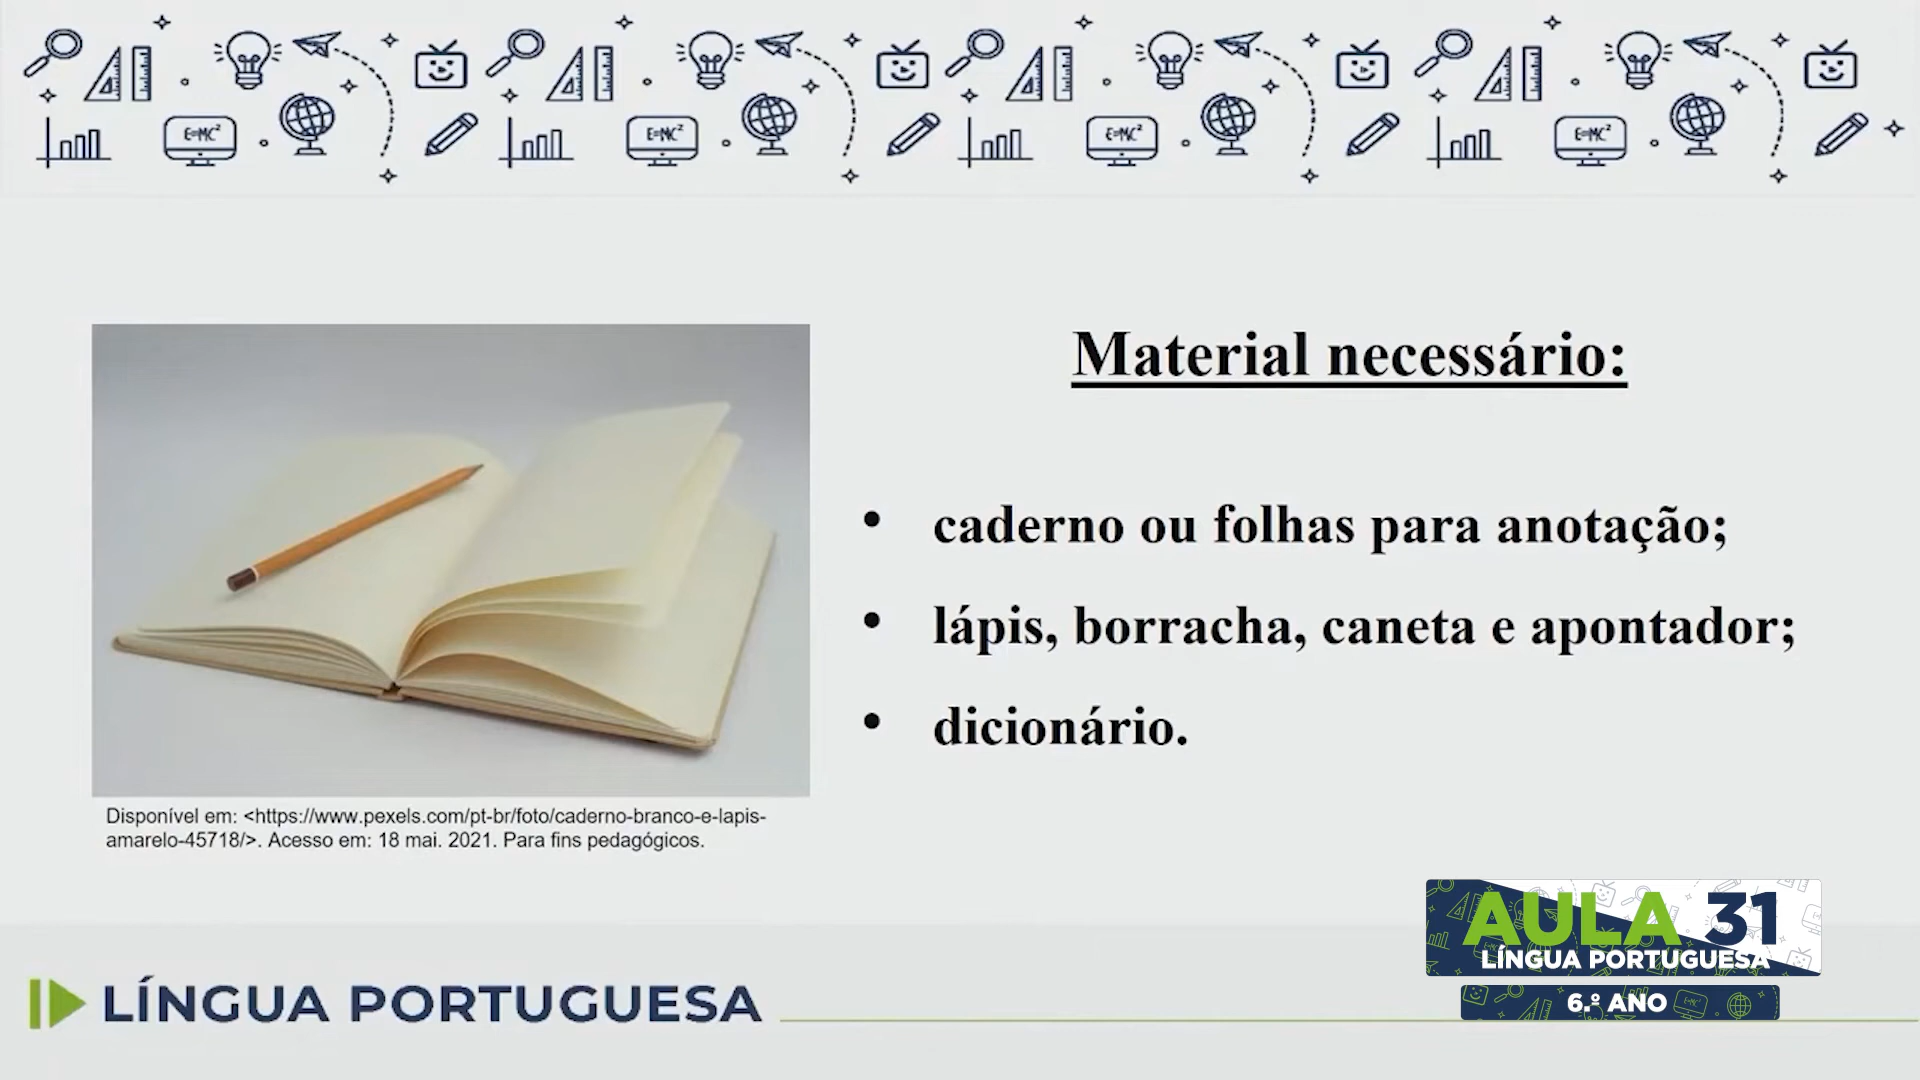 E=MC²
E=MC²
E=MC²
E=MC²
Material necessário:
• caderno ou folhas para anotação;
• lápis, borracha, caneta e apontador;
• dicionário.
Disponível em: <https://www.pexels.com/pt-br/foto/caderno-branco-e-lapis-
amarelo-45718/>. Acesso em: 18 mai. 2021. Para fins pedagógicos.
AULA 31
LÍNGUA PORTUGUESA
6.º ANO
LÍNGUA PORTUGUESA